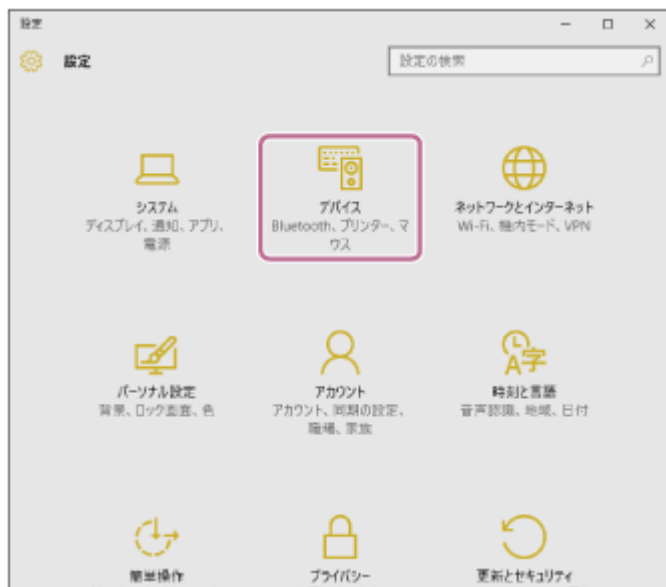 設定
設定
設定の検索
システム
ディスプレイ、通知、アプリ、
電源
デバイス
Bluetooth、プリンター、マ
ウス
ネットワークとインターネット
Wi-Fi、機内モード、VPN
パーソナル設定
背景、ロック画面、色
アカウント
アカウント、同期の設定、
職場、家族
A字
時刻と言語
音声認識、地域、日付
簡単操作
プライバシー
更新とセキュリティ